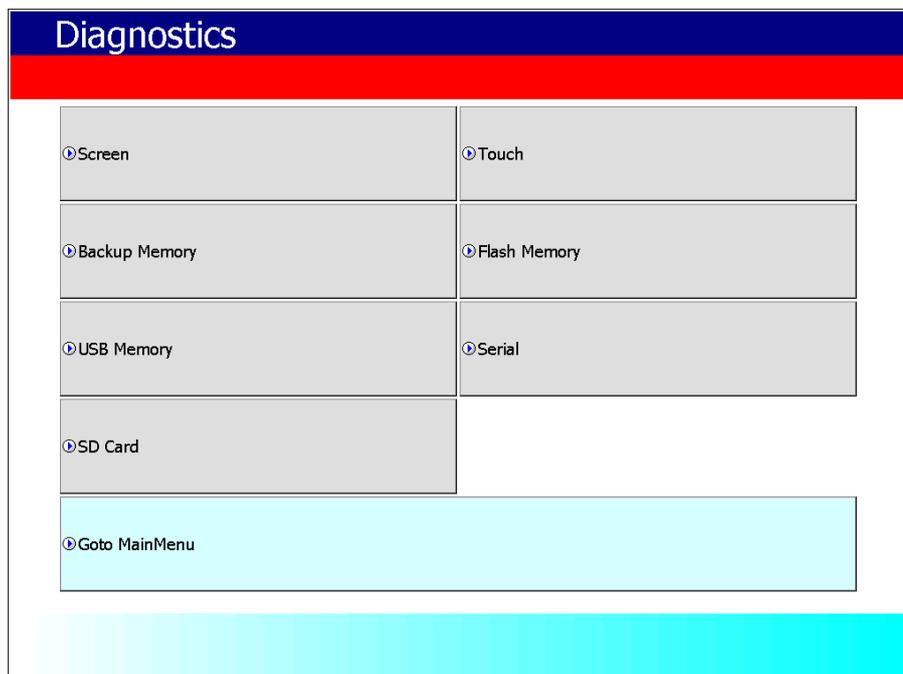 Diagnostics
Screen
Touch
Backup Memory
Flash Memory
USB Memory
Serial
SD Card
Goto MainMenu